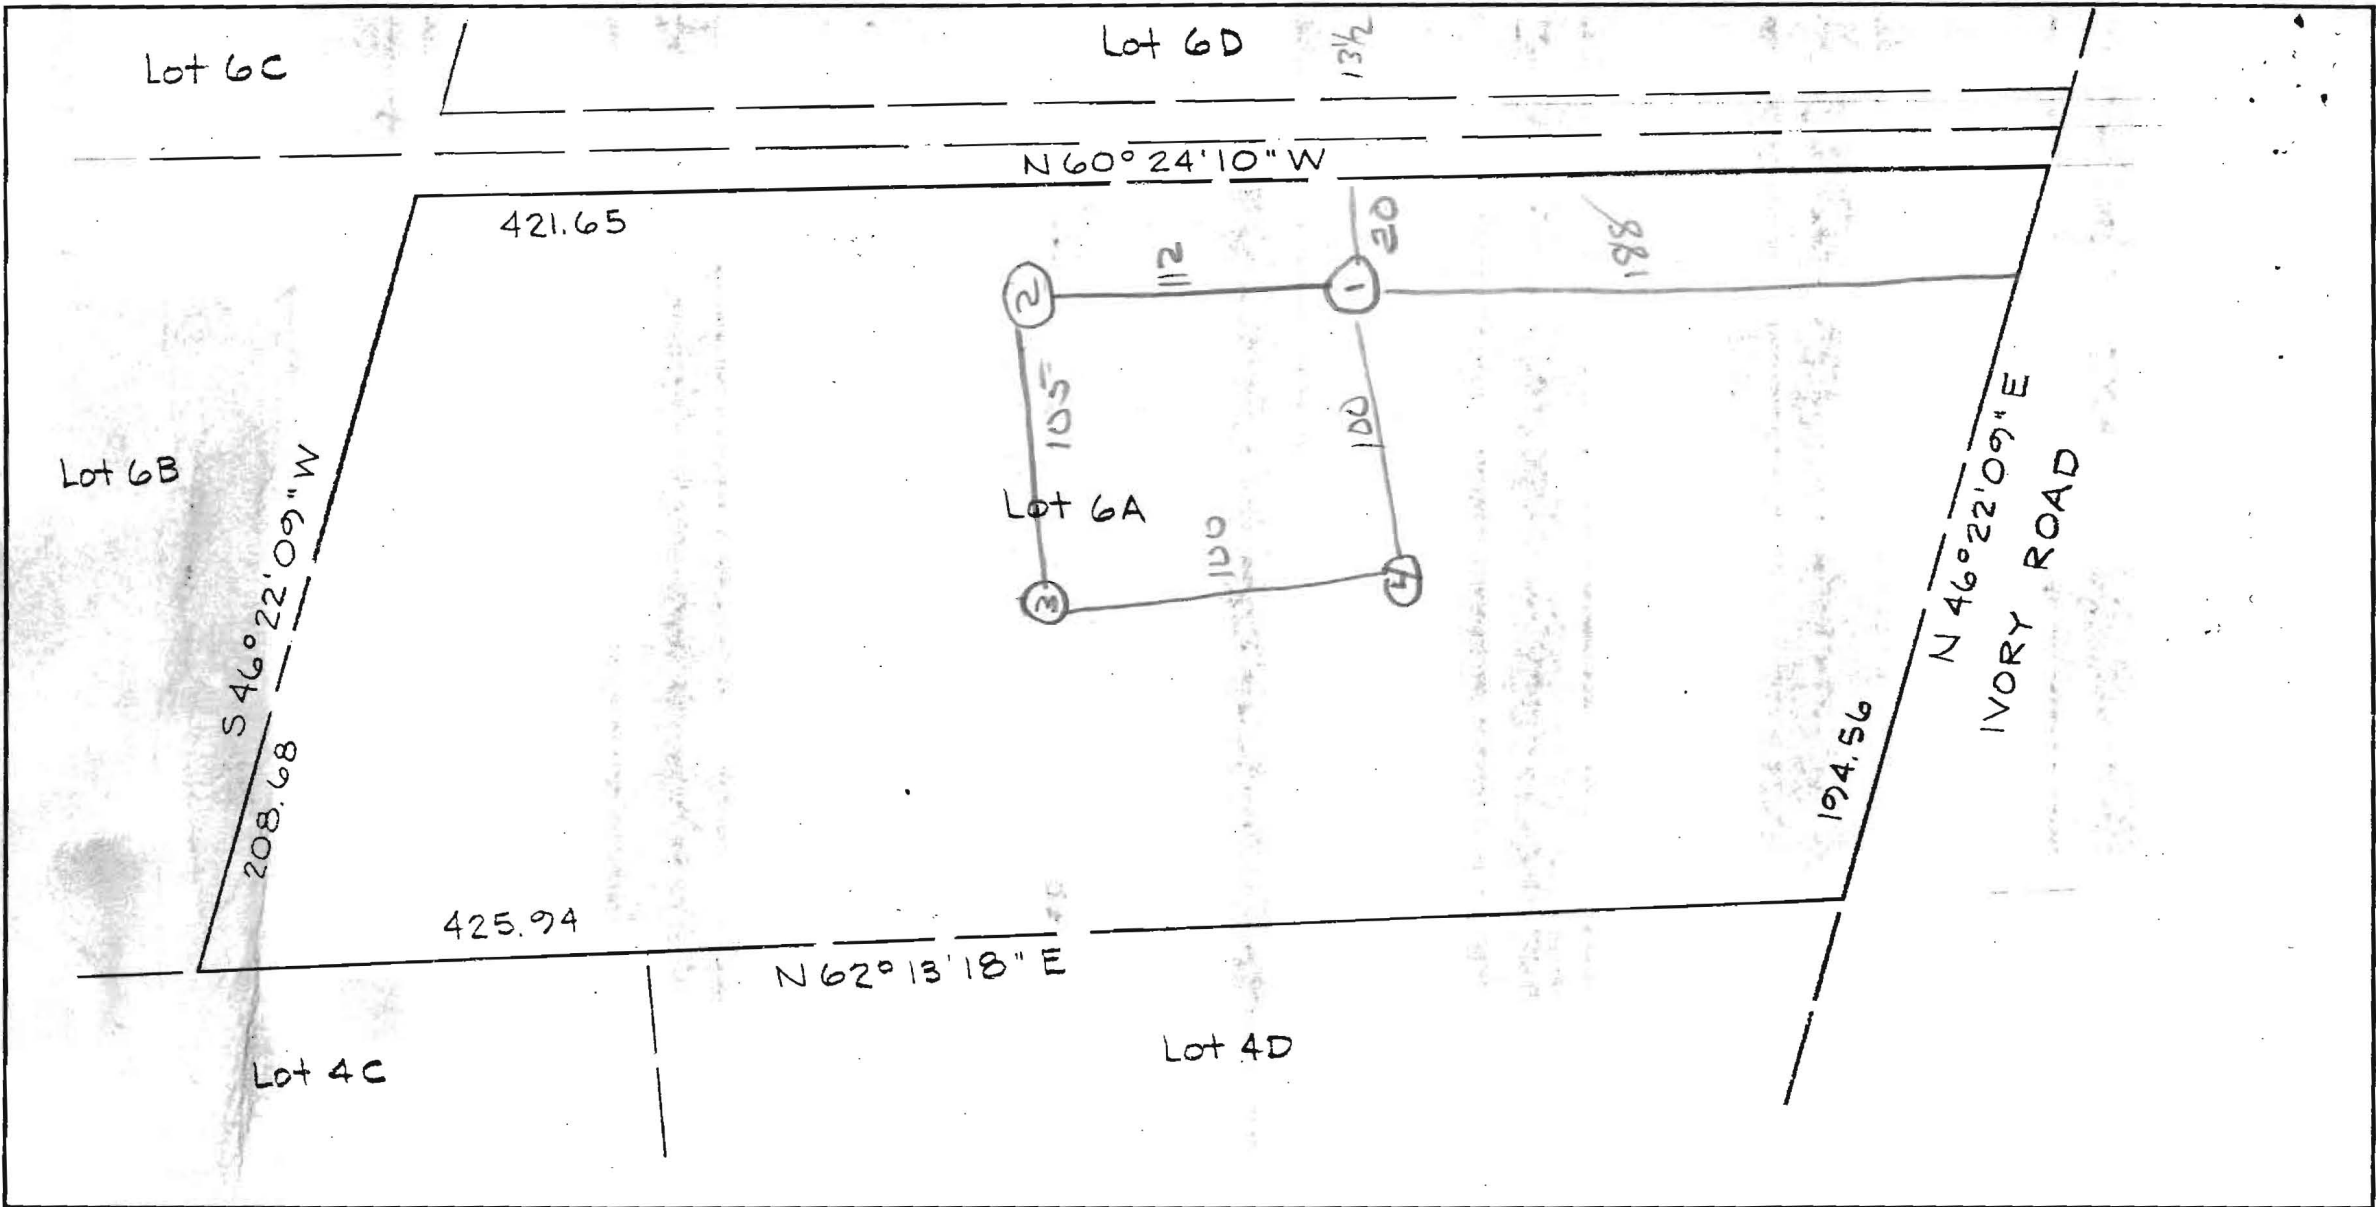 Lot 6C
Lot 6D
13½
N 60° 24' 10" W
421.65
112
20
188
2
1
105
100
Lot 6B
S 46° 22' 09" W
Lot 6A
100
3
4
N 46° 22' 09" E
IVORY ROAD
208.68
194.56
425.94
N 62° 13' 18" E
Lot 4C
Lot 4D